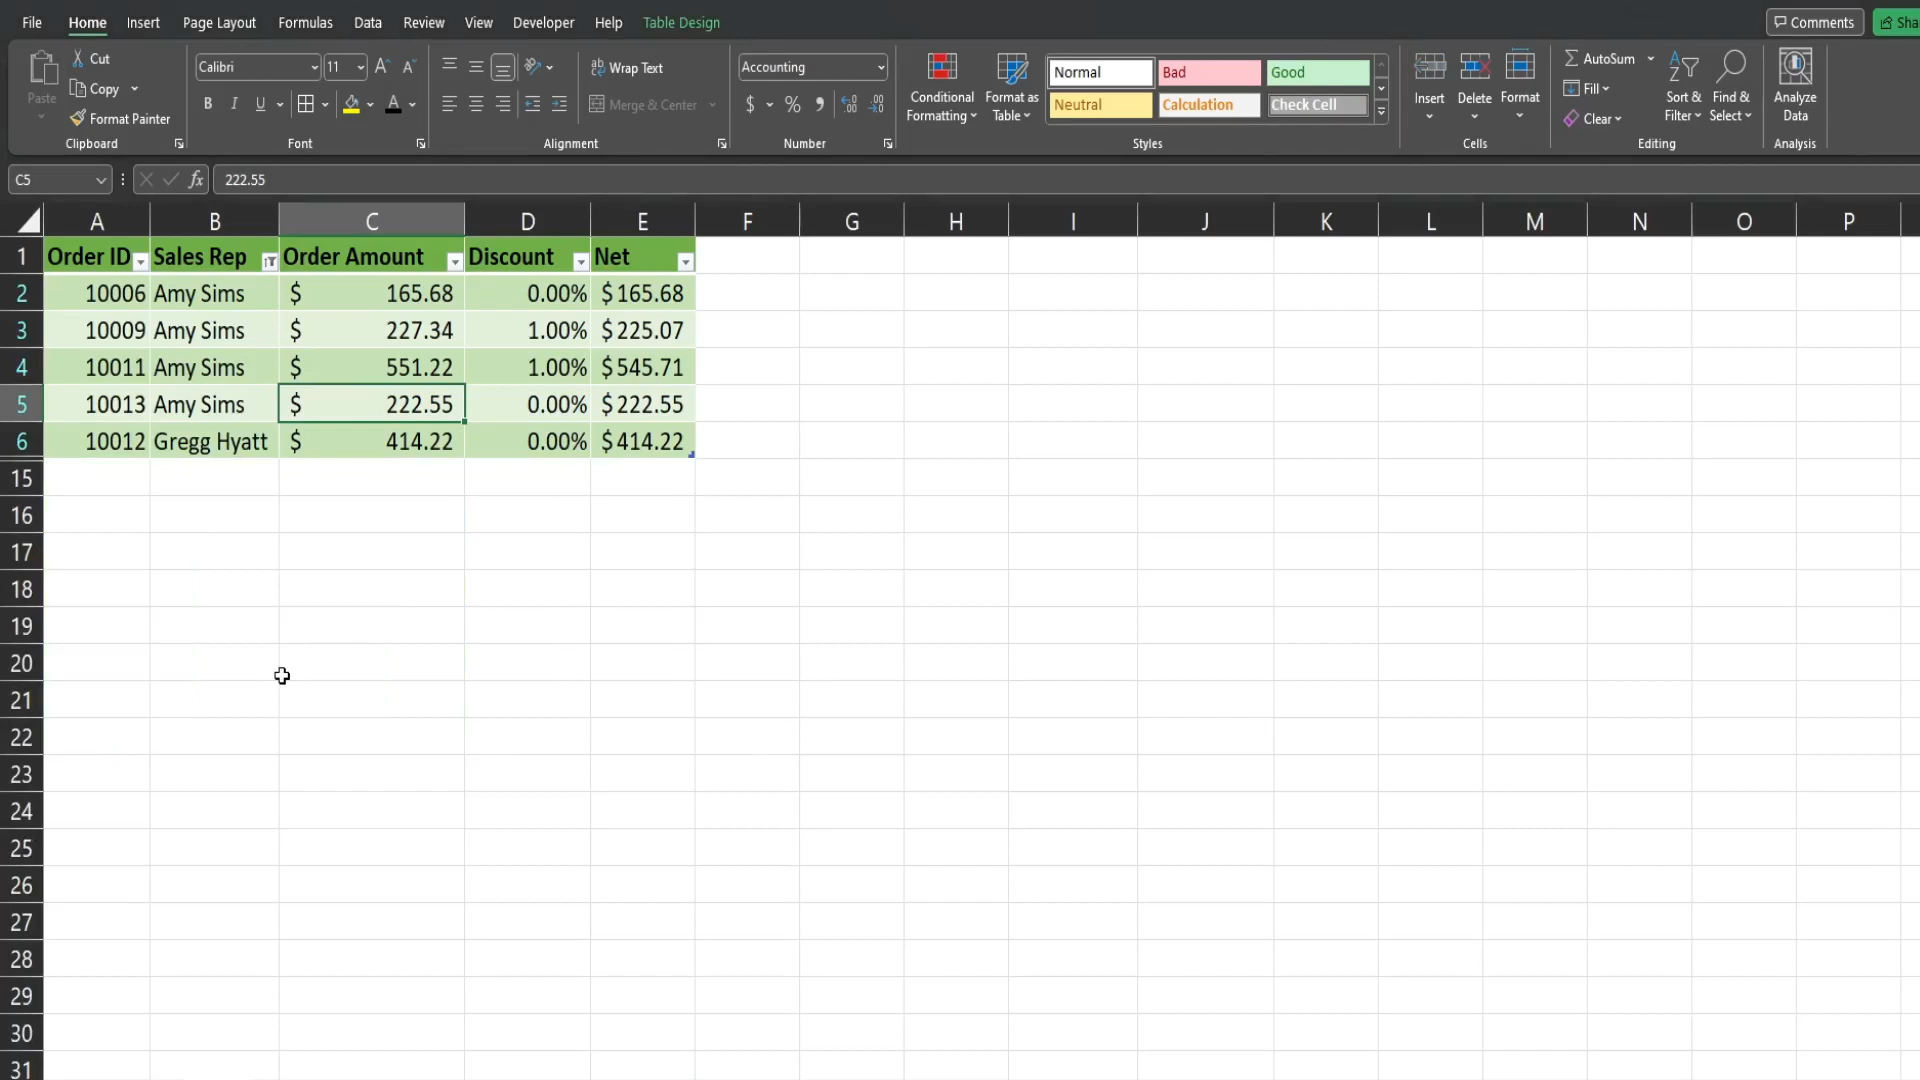 File Home Insert Page Layout Formulas Data Review View Developer Help Table Design Comments
Cut
Copy
Format Painter
Paste
Clipboard
Calibri 11
B I U
Font
Wrap Text
Merge & Center
Alignment
Accounting
$ %
Number
Conditional Formatting
Format as Table
Normal Bad Good
Neutral Calculation Check Cell
Styles
Insert Delete Format
Cells
AutoSum
Fill
Clear
Sort & Filter
Find & Select
Editing
Analyze Data
Analysis
C5 fx 222.55
A B C D E F G H I J K L M N O P
1 Order ID Sales Rep Order Amount Discount Net
2 10006 Amy Sims $ 165.68 0.00% $ 165.68
3 10009 Amy Sims $ 227.34 1.00% $ 225.07
4 10011 Amy Sims $ 551.22 1.00% $ 545.71
5 10013 Amy Sims $ 222.55 0.00% $ 222.55
6 10012 Gregg Hyatt $ 414.22 0.00% $ 414.22
15
16
17
18
19
20
21
22
23
24
25
26
27
28
29
30
31